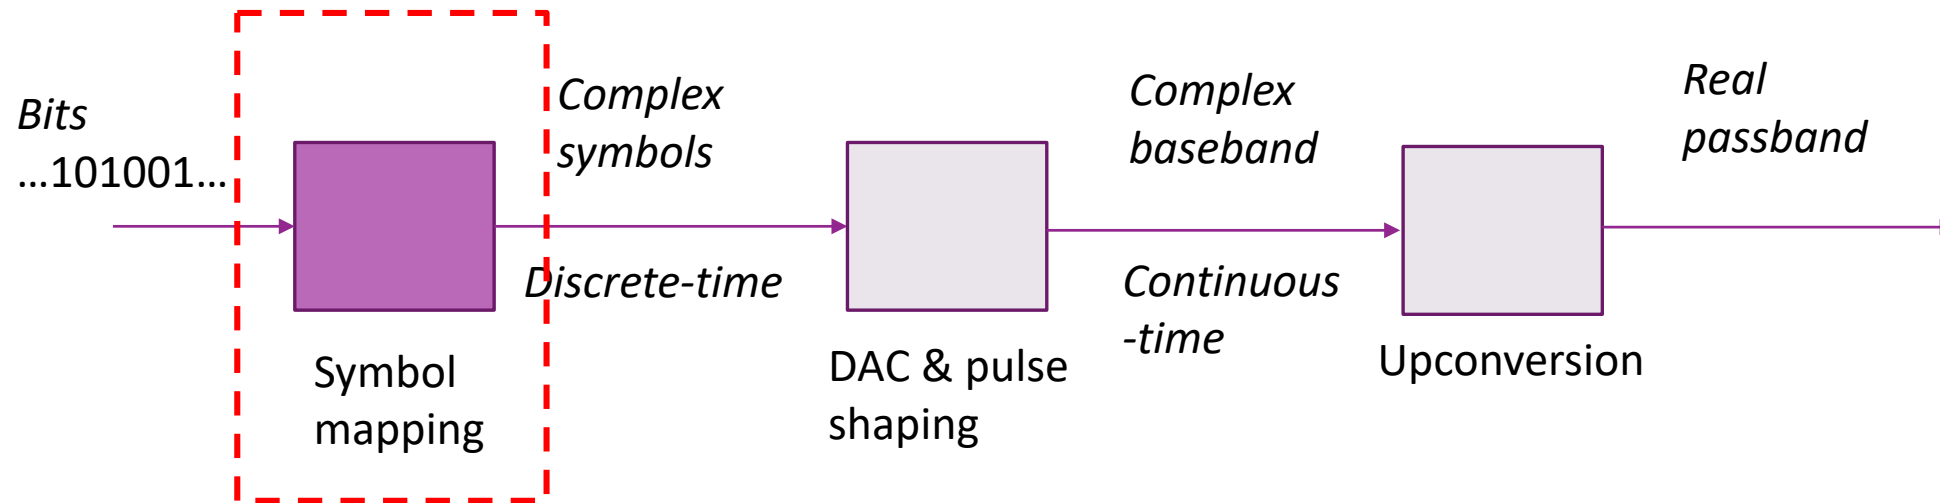 Bits
...101001...
Complex
symbols
Discrete-time
Symbol
mapping
Complex
baseband
Continuous
-time
DAC & pulse
shaping
Real
passband
Upconversion